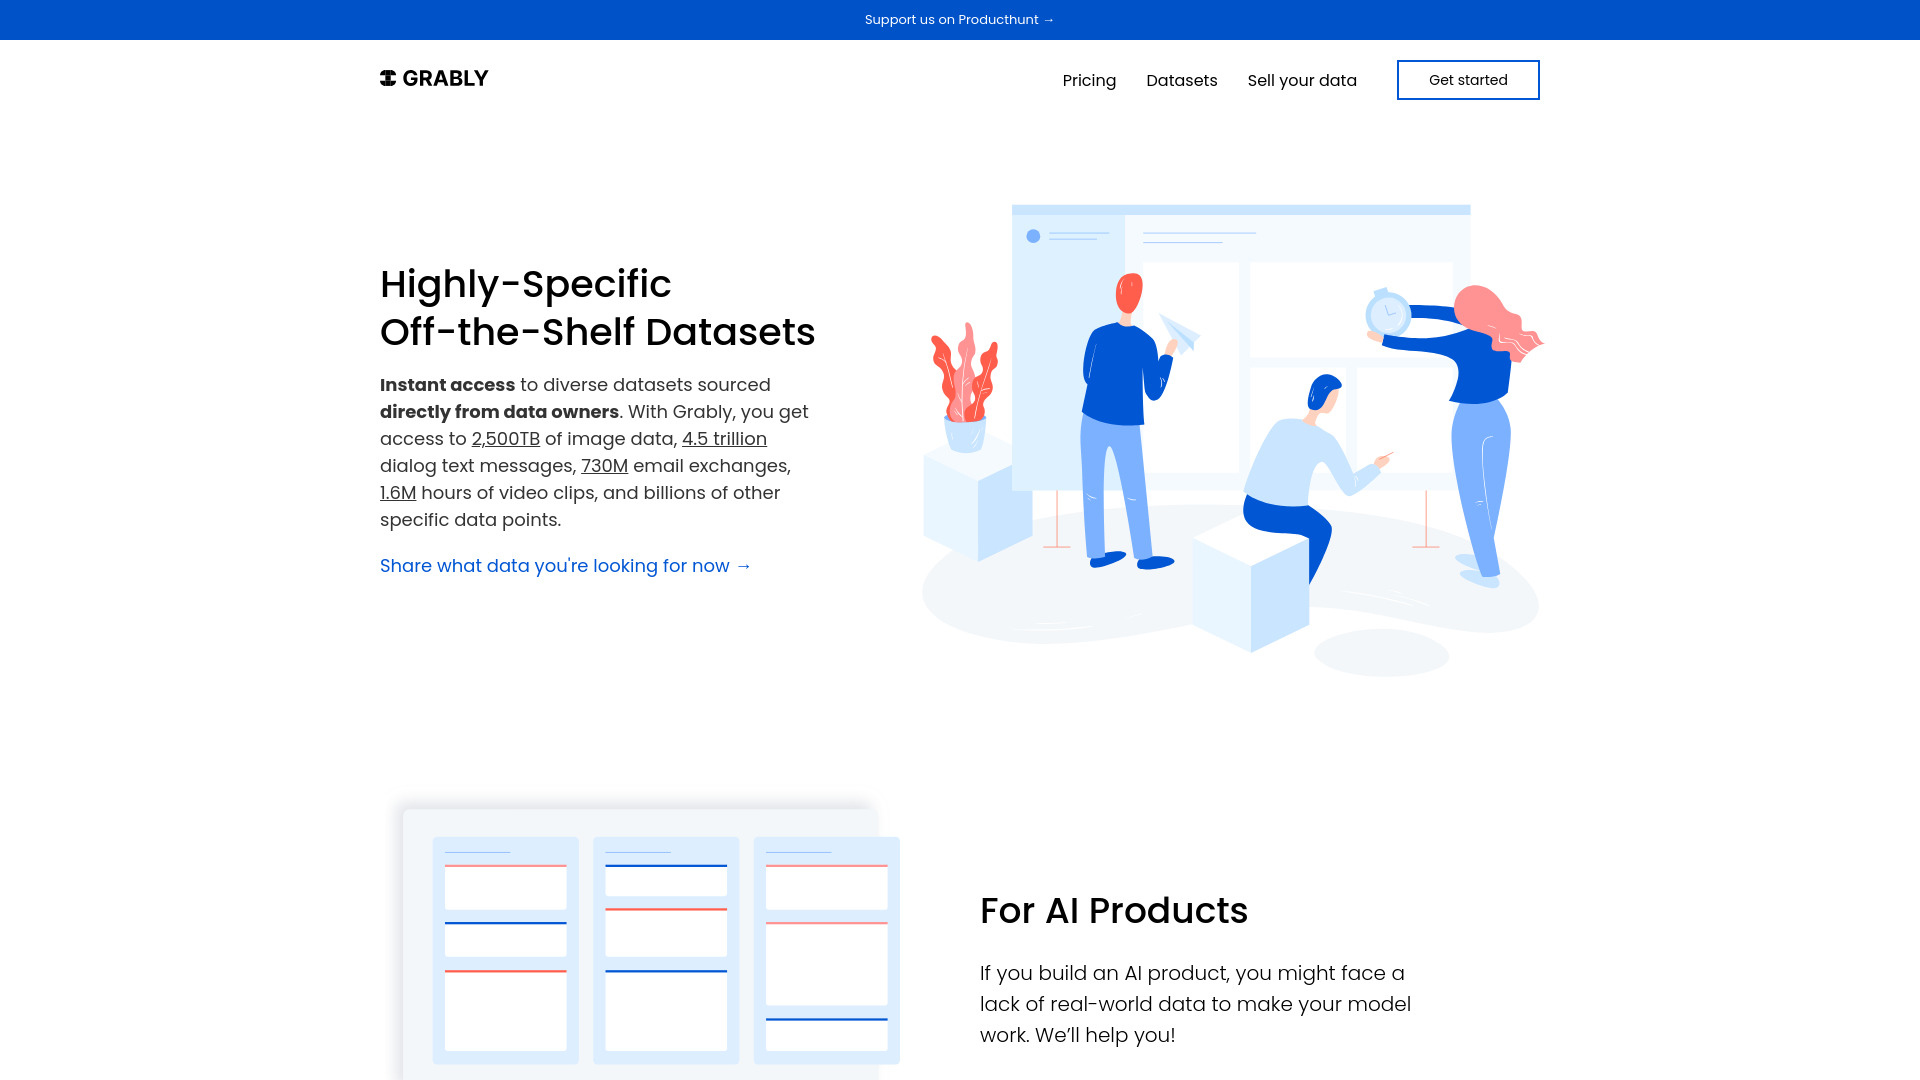 Support us on Producthunt →
GRABLY
Pricing
Datasets
Sell your data
Get started
Highly-Specific
Off-the-Shelf Datasets
Instant access to diverse datasets sourced
directly from data owners. With Grably, you get
access to 2,500TB of image data, 4.5 trillion
dialog text messages, 730M email exchanges,
1.6M hours of video clips, and billions of other
specific data points.
Share what data you're looking for now →
For AI Products
If you build an AI product, you might face a
lack of real-world data to make your model
work. We’ll help you!